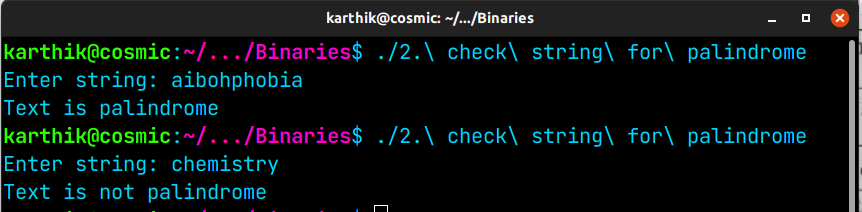 karthik@cosmic: ~/.../Binaries
karthik@cosmic:~/.../Binaries$ ./2.\ check\ string\ for\ palindrome
Enter string: aibohphobia
Text is palindrome
karthik@cosmic:~/.../Binaries$ ./2.\ check\ string\ for\ palindrome
Enter string: chemistry
Text is not palindrome